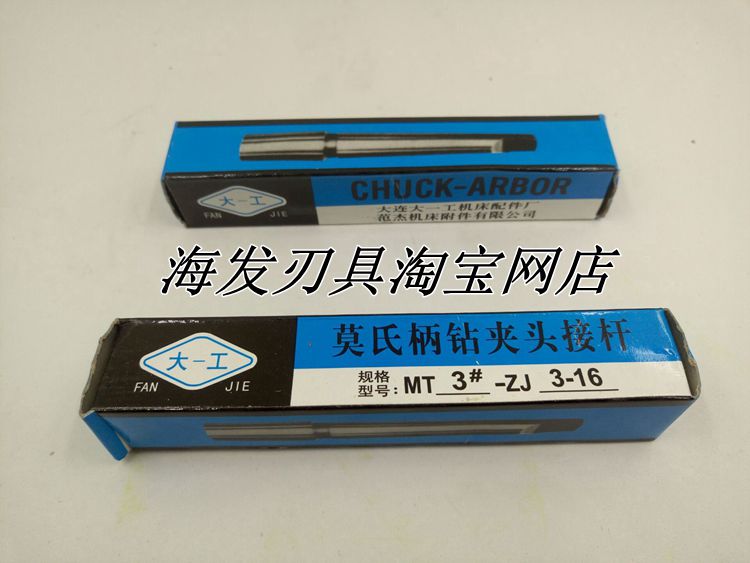 大一工
FAN JIE
CHUCK-ARBOR
大连大一工机床配件厂
范杰机床附件有限公司
海发刃具淘宝网店
大一工
FAN JIE
莫氏柄钻夹头接杆
规格
型号: MT 3# -ZJ 3-16